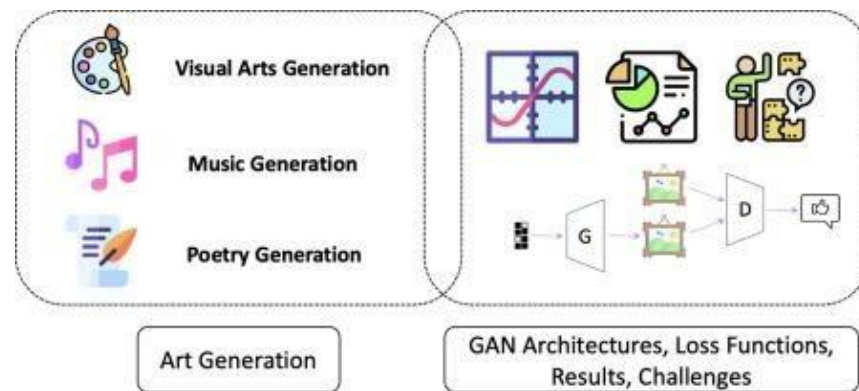 Visual Arts Generation
Music Generation
Poetry Generation
?
G
D
Art Generation
GAN Architectures, Loss Functions,
Results, Challenges